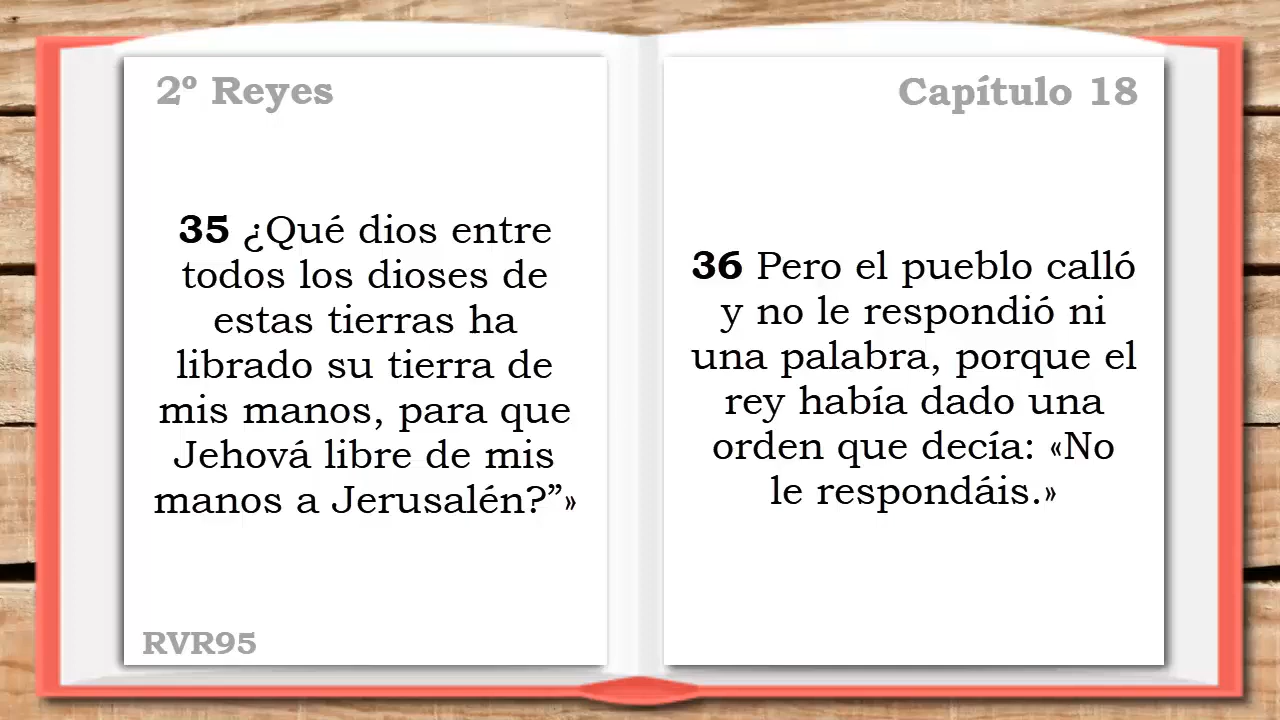 2º Reyes
35 ¿Qué dios entre
todos los dioses de
estas tierras ha
librado su tierra de
mis manos, para que
Jehová libre de mis
manos a Jerusalén?”»
RVR95
Capítulo 18
36 Pero el pueblo calló
y no le respondió ni
una palabra, porque el
rey había dado una
orden que decía: «No
le respondáis.»